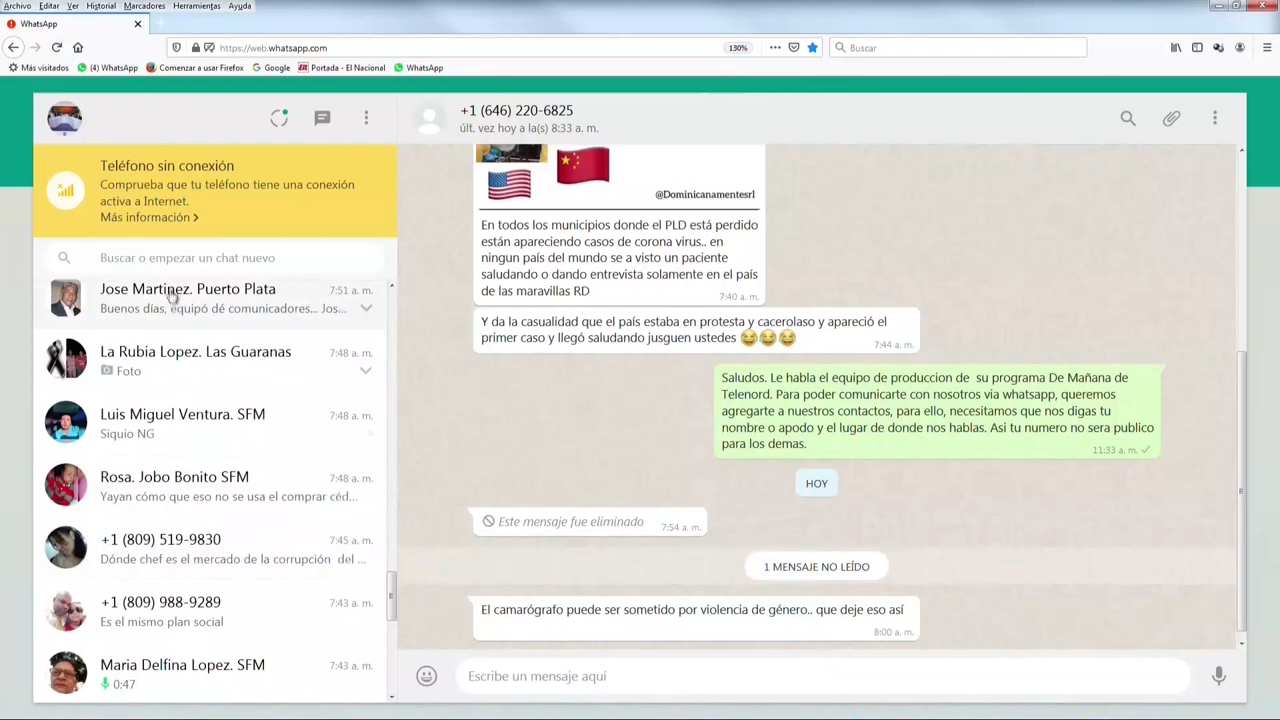 Archivo Editar Ver Historial Marcadores Herramientas Ayuda
WhatsApp
https://web.whatsapp.com
130%
Buscar
Más visitados
(4) WhatsApp
Comenzar a usar Firefox
Google
Portada - El Nacional
WhatsApp
Teléfono sin conexión
Comprueba que tu teléfono tiene una conexión
activa a Internet.
Más información
Buscar o empezar un chat nuevo
Jose Martinez. Puerto Plata
7:51 a. m.
Buenos días, equipó dé comunicadores... Jos...
La Rubia Lopez. Las Guaranas
7:48 a. m.
Foto
Luis Miguel Ventura. SFM
7:48 a. m.
Siquio NG
Rosa. Jobo Bonito SFM
7:48 a. m.
Yayan cómo que eso no se usa el comprar céd...
+1 (809) 519-9830
7:45 a. m.
Dónde chef es el mercado de la corrupción del ...
+1 (809) 988-9289
7:43 a. m.
Es el mismo plan social
Maria Delfina Lopez. SFM
7:43 a. m.
0:47
+1 (646) 220-6825
últ. vez hoy a la(s) 8:33 a. m.
@Dominicanamentesrl
En todos los municipios donde el PLD está perdido
están apareciendo casos de corona virus.. en
ningun país del mundo se a visto un paciente
saludando o dando entrevista solamente en el país
de las maravillas RD
7:40 a. m.
Y da la casualidad que el país estaba en protesta y cacerolaso y apareció el
primer caso y llegó saludando jusguen ustedes 😂😂😂
7:44 a. m.
Saludos. Le habla el equipo de produccion de su programa De Mañana de
Telenord. Para poder comunicarte con nosotros via whatsapp, queremos
agregarte a nuestros contactos, para ello, necesitamos que nos digas tu
nombre o apodo y el lugar de donde nos hablas. Asi tu numero no sera publico
para los demas.
11:33 a. m.
HOY
Este mensaje fue eliminado
7:54 a. m.
1 MENSAJE NO LEÍDO
El camarógrafo puede ser sometido por violencia de género.. que deje eso así
8:00 a. m.
Escribe un mensaje aquí